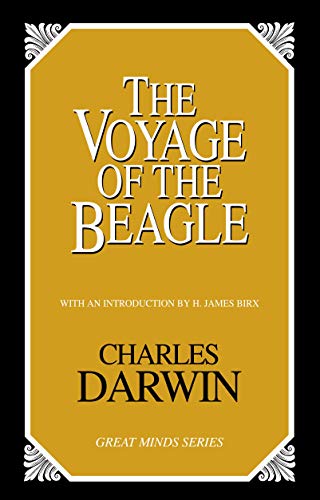 THE
VOYAGE
OF THE
BEAGLE
WITH AN INTRODUCTION BY H. JAMES BIRX
CHARLES
DARWIN
GREAT MINDS SERIES